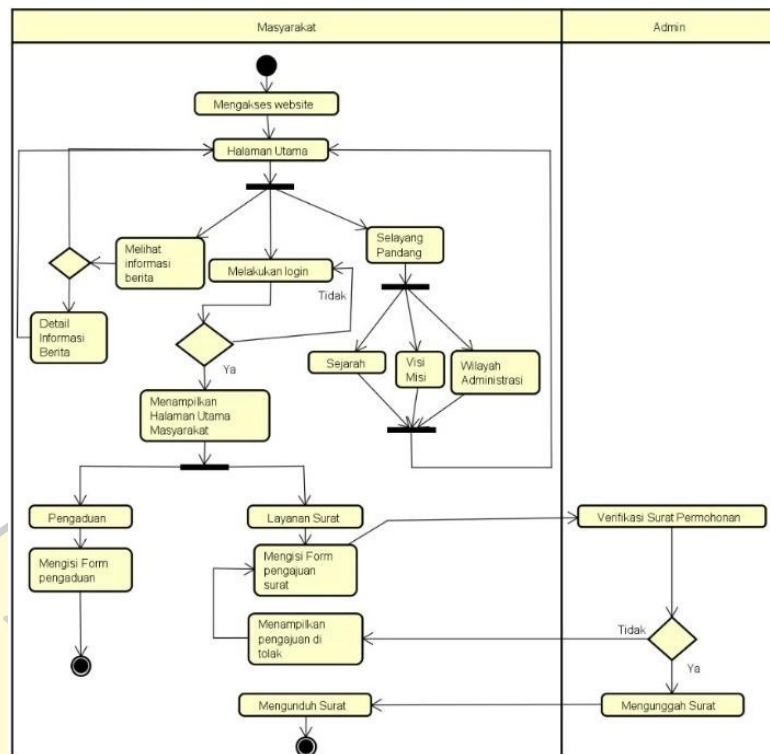 Masyarakat
Admin
Mengakses website
Halaman Utama
Melihat
informasi
berita
Melakukan login
Selayang
Pandang
Tidak
Detail
Informasi
Berita
Ya
Sejarah
Visi
Misi
Wilayah
Administrasi
Menampilkan
Halaman Utama
Masyarakat
Pengaduan
Layanan Surat
Verifikasi Surat Permohonan
Mengisi Form
pengaduan
Mengisi Form
pengajuan
surat
Menampilkan
pengajuan di
tolak
Tidak
Ya
Mengunduh Surat
Mengunggah Surat